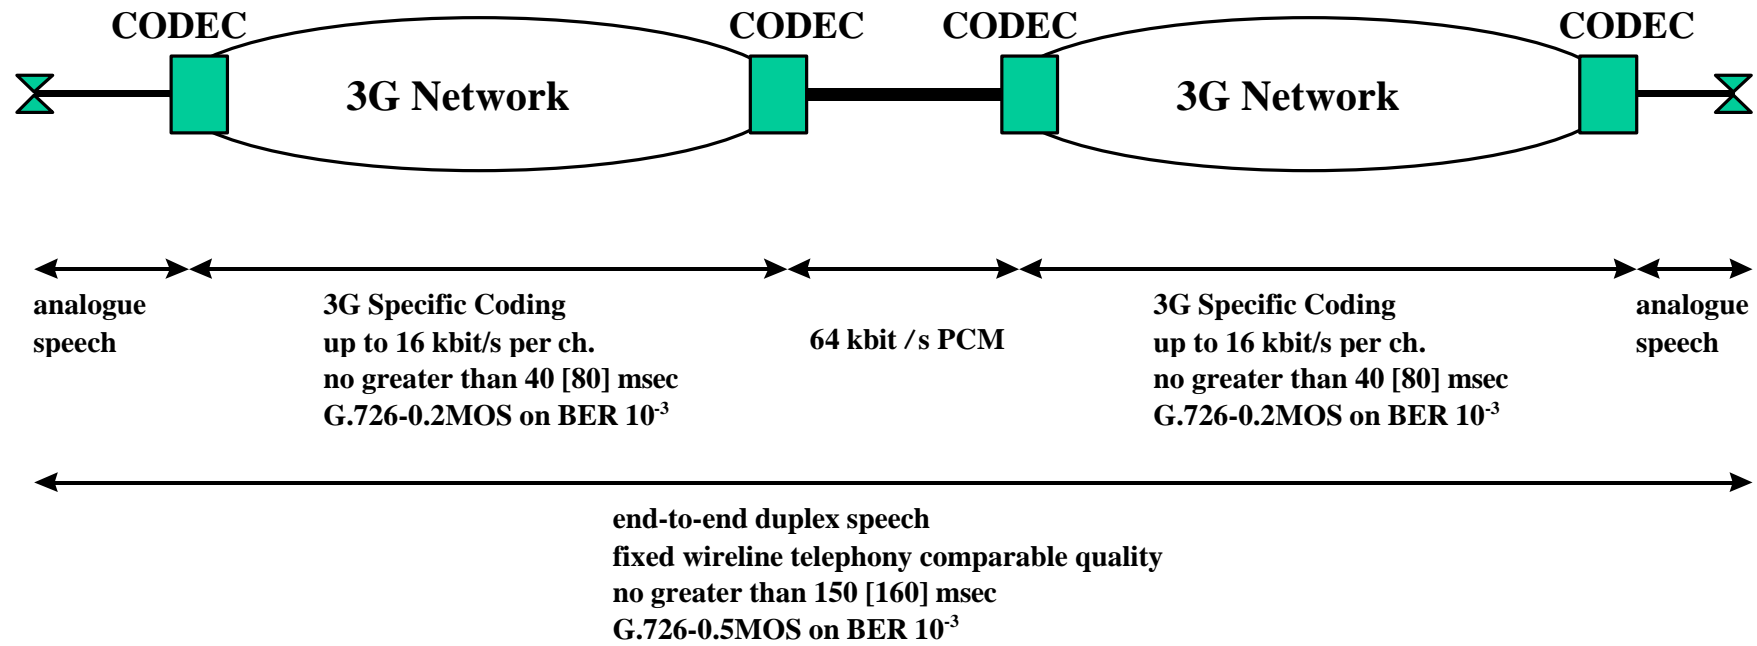 CODEC
CODEC
CODEC
CODEC
3G Network
3G Network
analogue
speech
3G Specific Coding
up to 16 kbit/s per ch.
no greater than 40 [80] msec
G.726-0.2MOS on BER 10⁻³
64 kbit / s PCM
3G Specific Coding
up to 16 kbit/s per ch.
no greater than 40 [80] msec
G.726-0.2MOS on BER 10⁻³
analogue
speech
end-to-end duplex speech
fixed wireline telephony comparable quality
no greater than 150 [160] msec
G.726-0.5MOS on BER 10⁻³